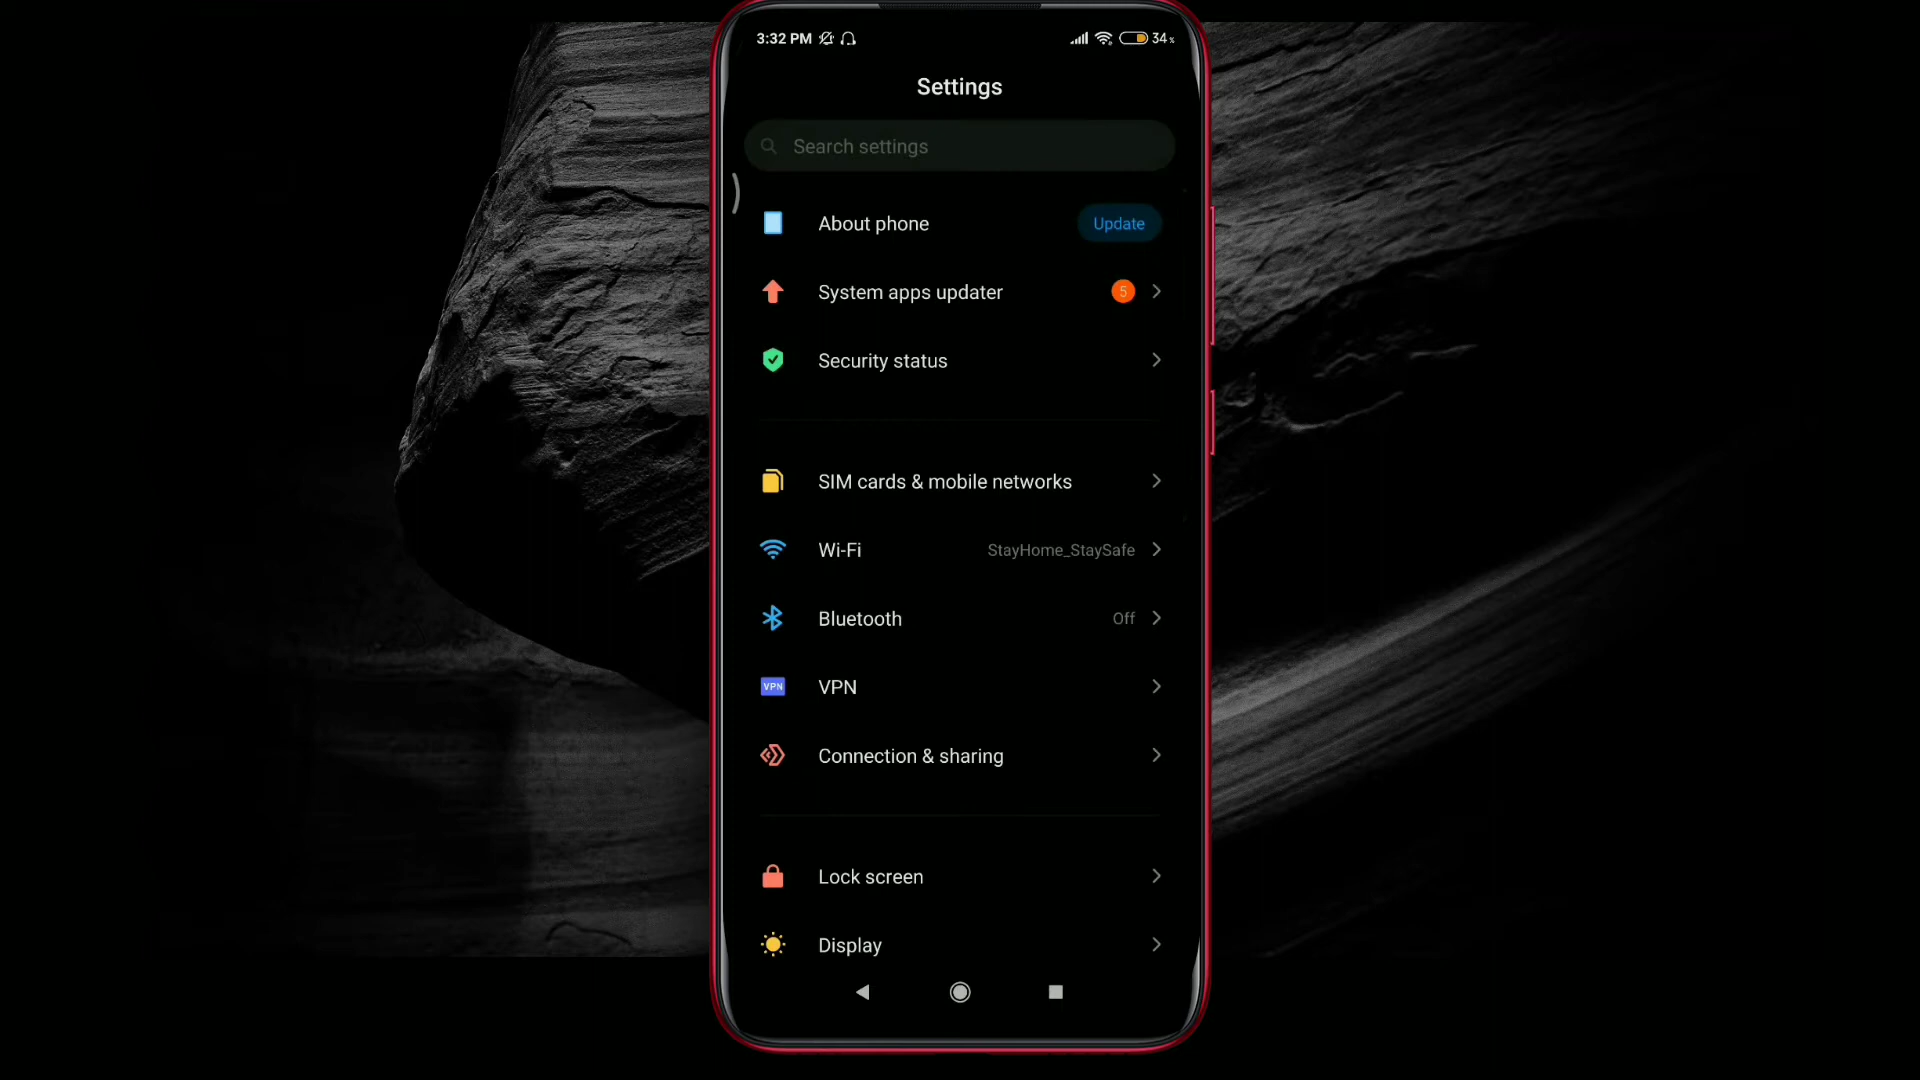 3:32 PM 34%
Settings
Search settings
About phone Update
System apps updater 5
Security status
SIM cards & mobile networks
Wi-Fi StayHome_StaySafe
Bluetooth Off
VPN VPN
Connection & sharing
Lock screen
Display